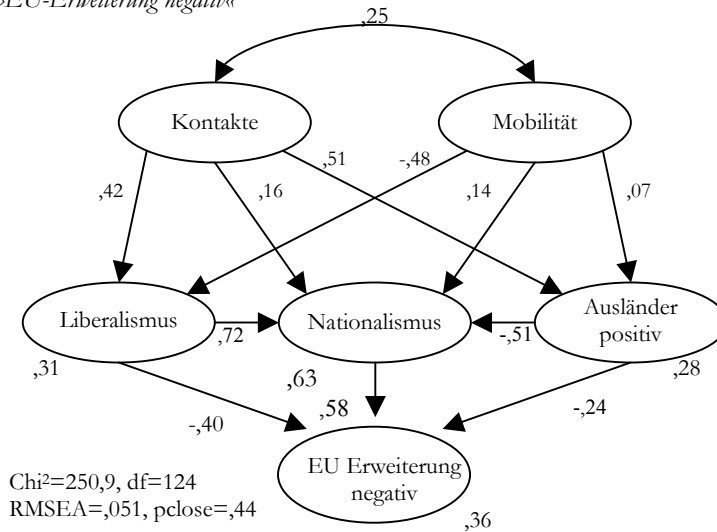 »EU-Erweiterung negativ«
,25
Kontakte
Mobilität
,51
-,48
,42
,16
,14
,07
Liberalismus
Nationalismus
Ausländer
positiv
,72
-,51
,31
,63
,28
,58
-,40
-,24
EU Erweiterung
negativ
Chi²=250,9, df=124
RMSEA=,051, pclose=,44
,36